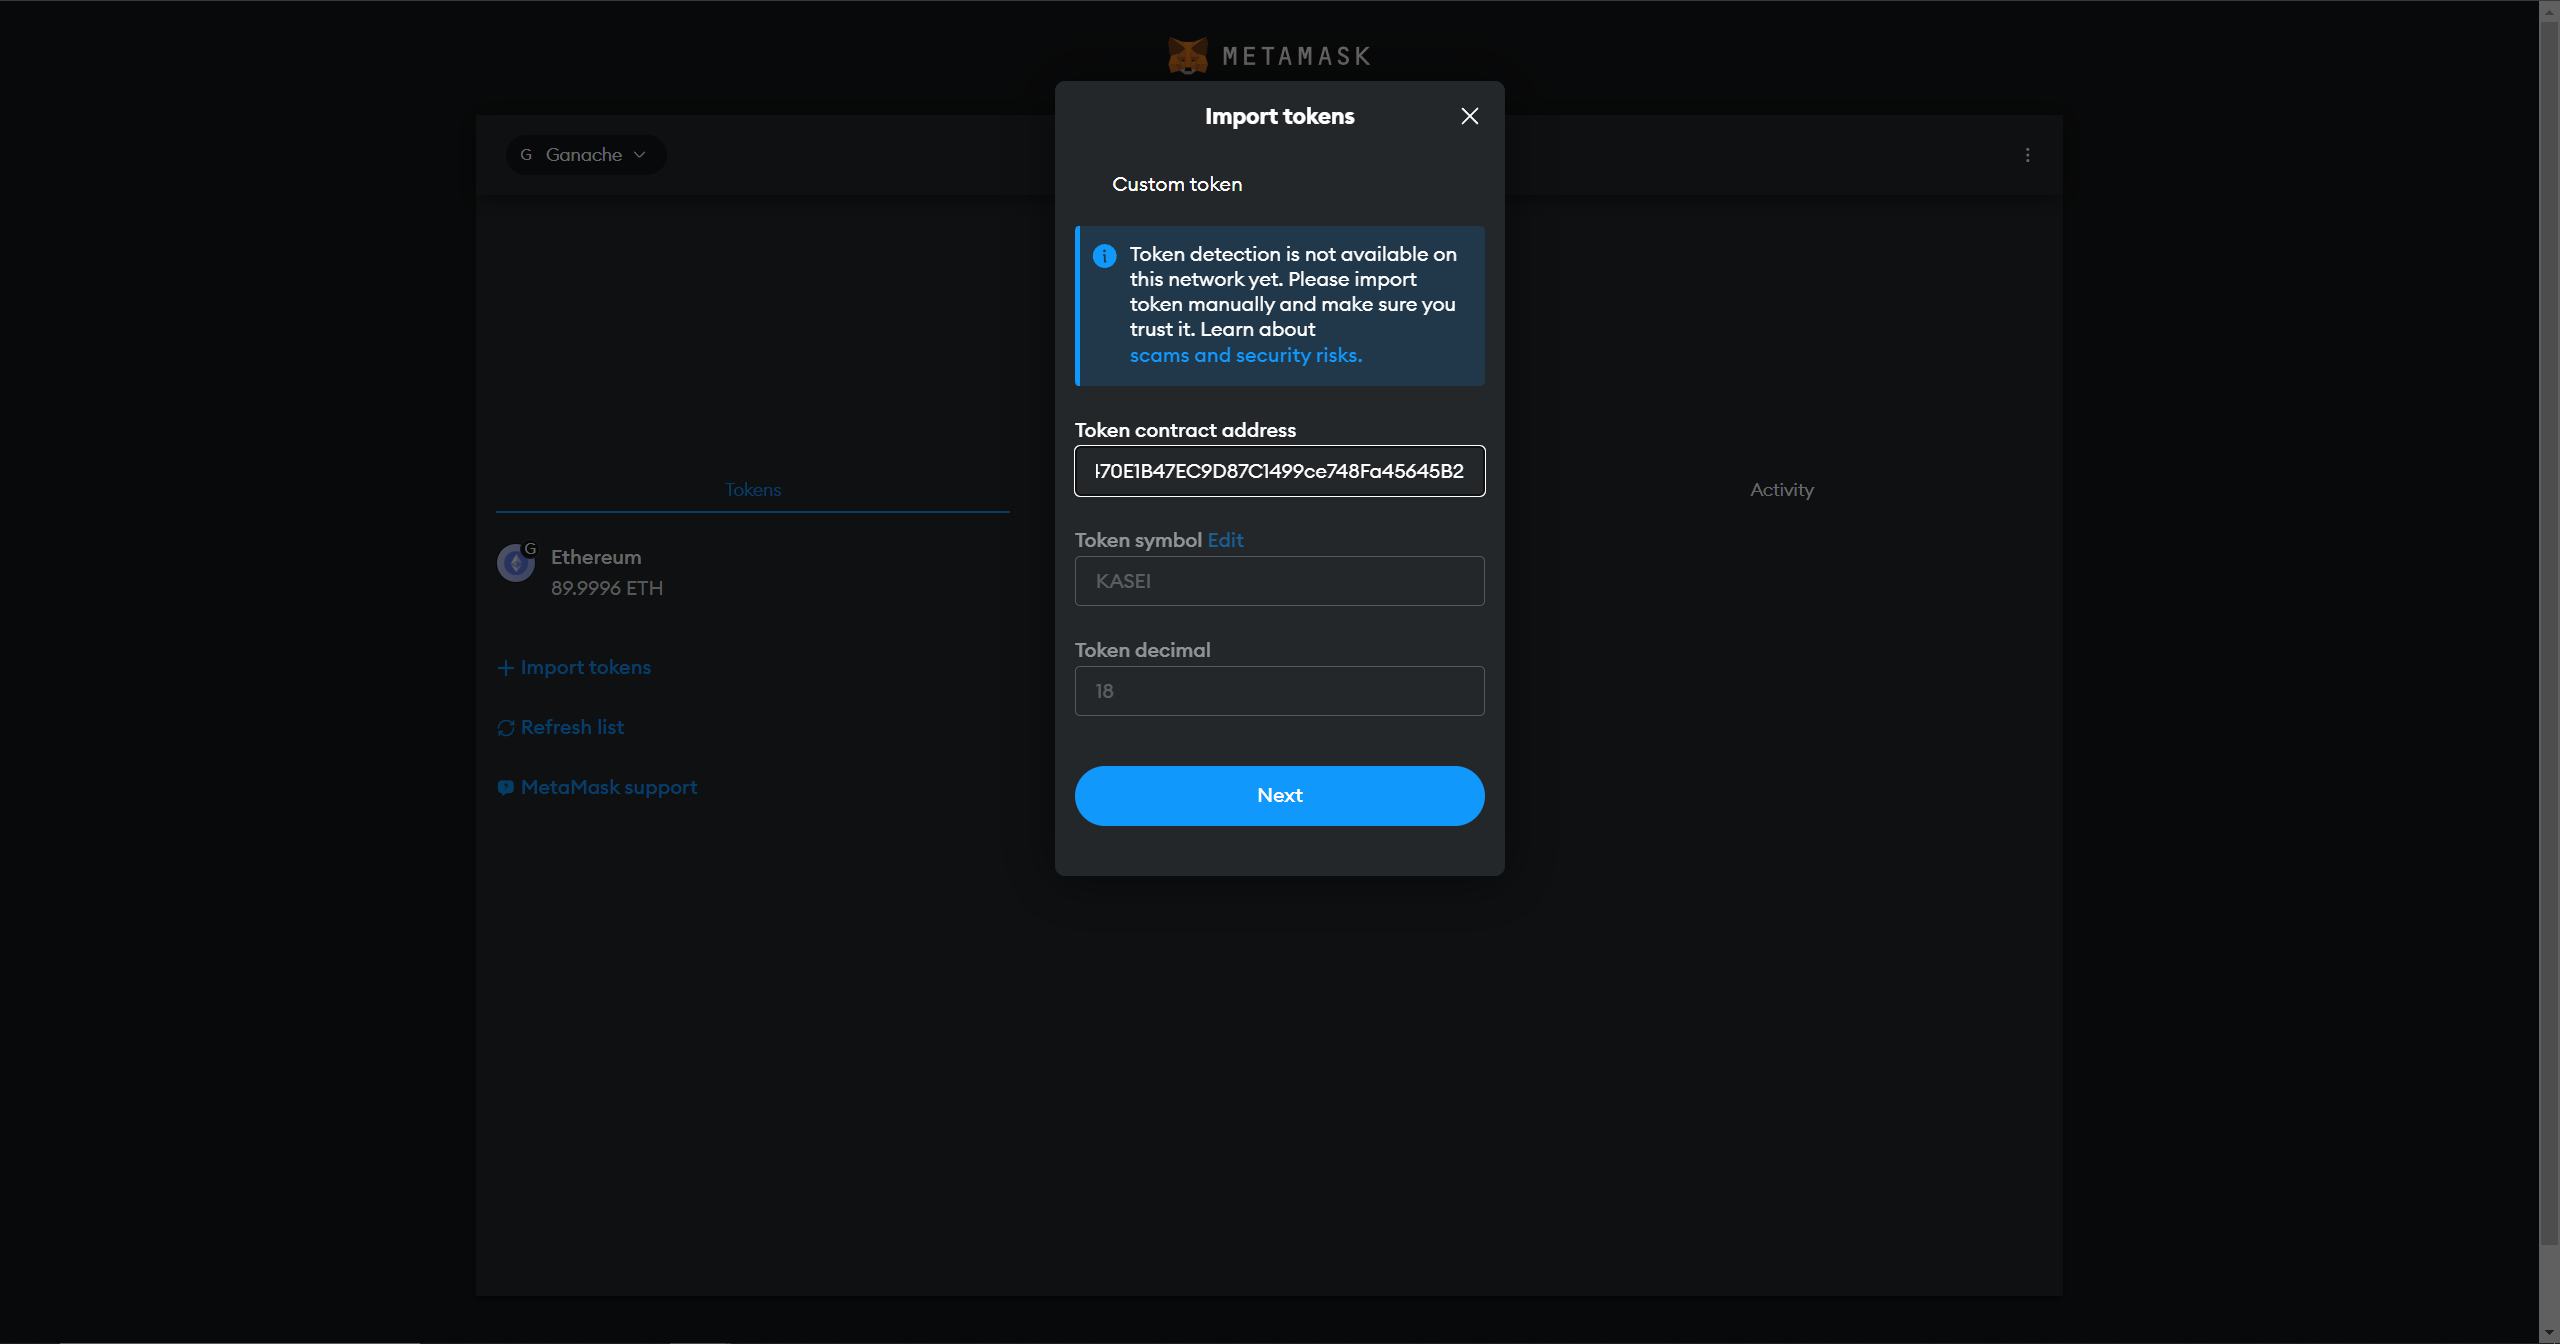 METAMASK
Import tokens
G Ganache
Custom token
Token detection is not available on
this network yet. Please import
token manually and make sure you
trust it. Learn about
scams and security risks.
Token contract address
470E1B47EC9D87C1499ce748Fa45645B2
Tokens
Activity
Token symbol Edit
KASEI
G
Ethereum
89.9996 ETH
Token decimal
18
Import tokens
Refresh list
MetaMask support
Next